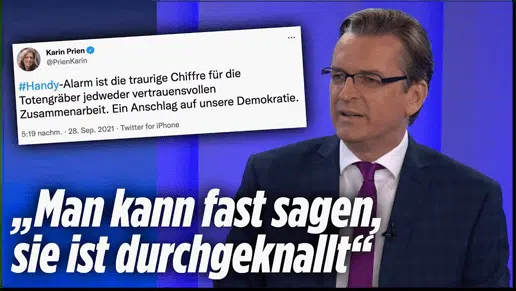 Karin Prien
@PrienKarin
#Handy-Alarm ist die traurige Chiffre für die
Totengräber jedweder vertrauensvollen
Zusammenarbeit. Ein Anschlag auf unsere Demokratie.
5:19 nachm. · 28. Sep. 2021 · Twitter for iPhone
„Man kann fast sagen,
sie ist durchgeknallt“